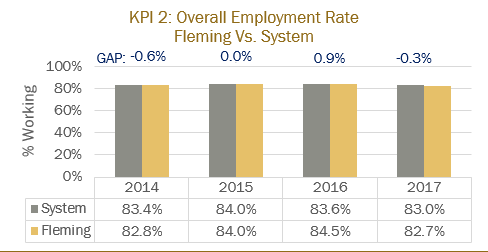 KPI 2: Overall Employment Rate
Fleming Vs. System
GAP: -0.6% 0.0% 0.9% -0.3%
100%
80%
60%
40%
20%
0%
% Working
2014 2015 2016 2017
System 83.4% 84.0% 83.6% 83.0%
Fleming 82.8% 84.0% 84.5% 82.7%